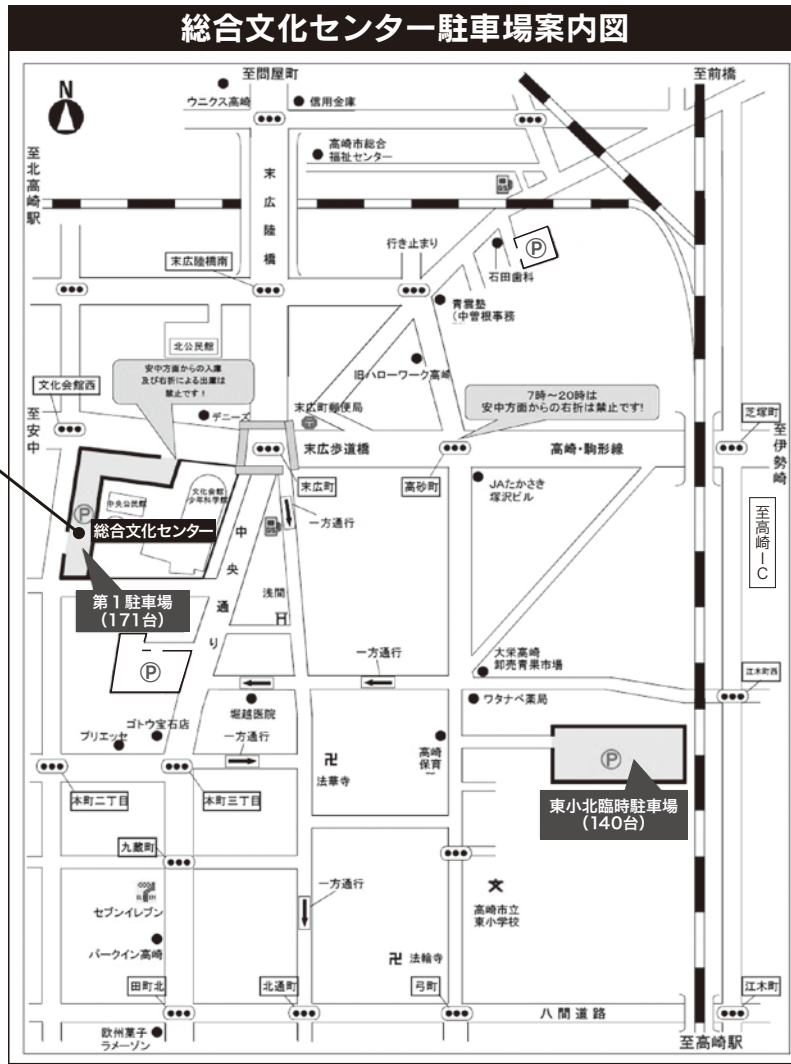 総合文化センター駐車場案内図
至問屋町
至前橋
N
ウニクス高崎
信用金庫
高崎市総合
福祉センター
至北高崎駅
末広陸橋
GS
行き止まり
P
石田歯科
末広陸橋南
青雲塾
(中曽根事務
北公民館
安中方面からの入庫
及び右折による出庫は
禁止です!
旧ハローワーク高崎
文化会館西
7時〜20時は
安中方面からの右折は禁止です!
末広町郵便局
デニーズ
芝塚町
至安中
末広歩道橋
高崎・駒形線
至伊勢崎
末広町
高砂町
JAたかさき
塚沢ビル
文化会館
少年科学館
中央公民館
P
総合文化センター
GS
一方通行
至高崎IC
中央通り
第1駐車場
(171台)
浅間
P
一方通行
大栄高崎
卸売青果市場
江木町西
堀越医院
ワタナベ薬局
ゴトウ宝石店
プリエッセ
一方通行
法華寺
高崎
保育
P
本町二丁目
本町三丁目
東小北臨時駐車場
(140台)
九蔵町
セブンイレブン
一方通行
文
高崎市立
東小学校
パークイン高崎
法輪寺
田町北
北通町
弓町
江木町
八間道路
欧州菓子
ラメーゾン
至高崎駅